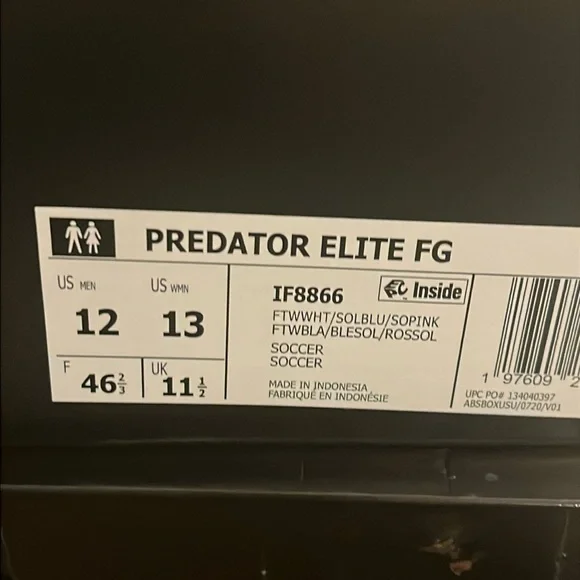 PREDATOR ELITE FG
US MEN
12
US WMN
13
F
46 2/3
UK
11 1/2
IF8866
Inside
FTWWHT/SOLBLU/SOPINK
FTWBLA/BLESOL/ROSSOL
SOCCER
SOCCER
MADE IN INDONESIA
FABRIQUÉ EN INDONÉSIE
1 97609 2
UPC PO# 134040397
ABSBOXUSU/0720/V01